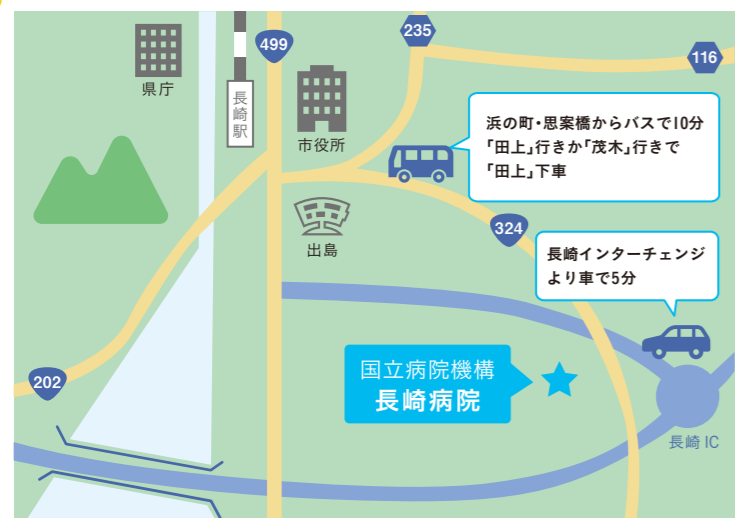 235
499
116
県庁
長崎駅
市役所
浜の町・思案橋からバスで10分
「田上」行きか「茂木」行きで
「田上」下車
324
出島
長崎インターチェンジ
より車で5分
国立病院機構
長崎病院
202
長崎 IC